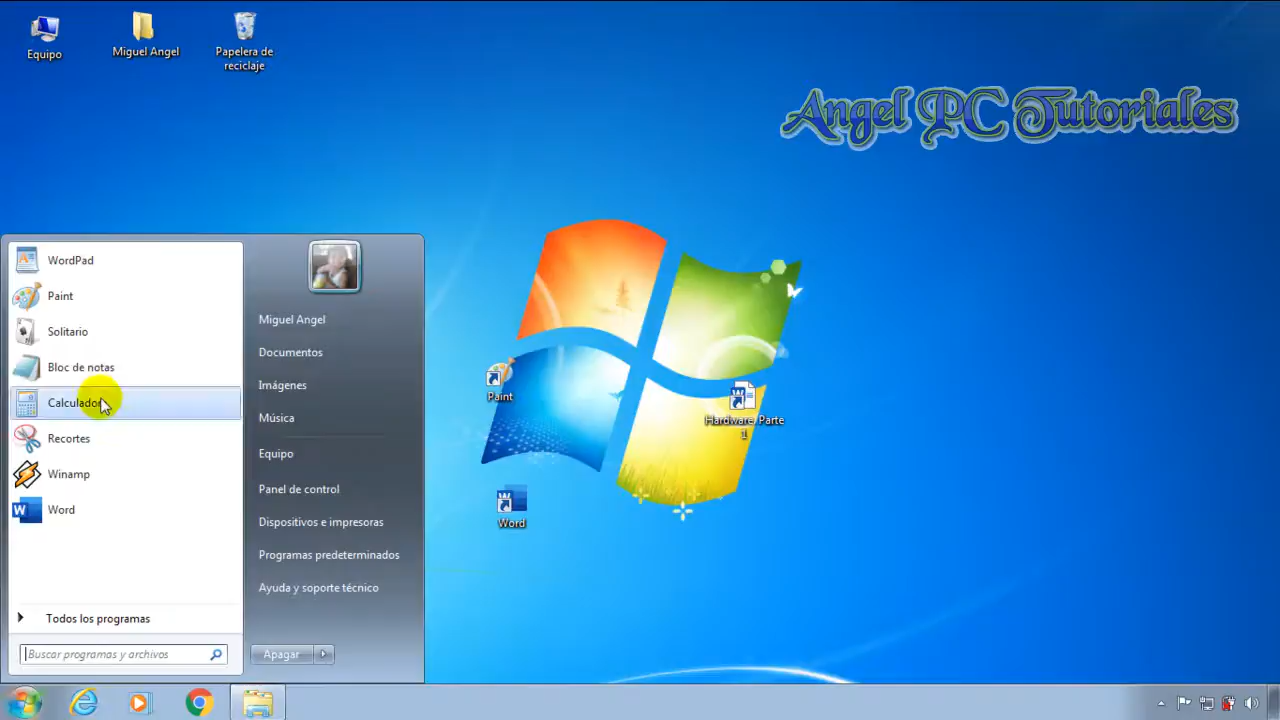 Equipo
Miguel Angel
Papelera de
reciclaje
Angel PC Tutoriales
WordPad
Paint
Solitario
Bloc de notas
Calculadora
Recortes
Winamp
Word
Todos los programas
Buscar programas y archivos
Miguel Angel
Documentos
Imágenes
Música
Equipo
Panel de control
Dispositivos e impresoras
Programas predeterminados
Ayuda y soporte técnico
Apagar
Paint
Hardware Parte
1
Word